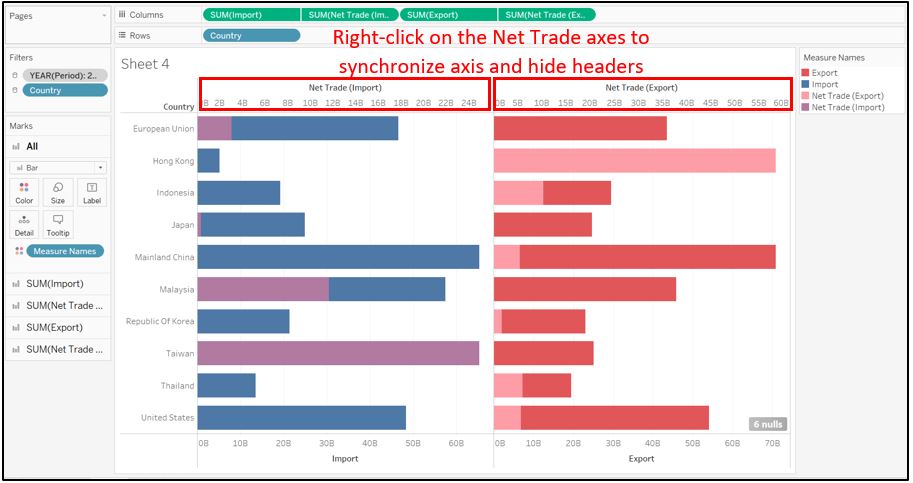 Pages
Columns
SUM(Import)
SUM(Net Trade (Im..
SUM(Export)
SUM(Net Trade (Ex..
Rows
Country
Right-click on the Net Trade axes to
synchronize axis and hide headers
Filters
YEAR(Period): 2..
Country
Marks
All
Bar
Color
Size
Label
Detail
Tooltip
Measure Names
SUM(Import)
SUM(Net Trade ...
SUM(Export)
SUM(Net Trade ...
Sheet 4
Net Trade (Import)
Net Trade (Export)
Country
0B 2B 4B 6B 8B 10B 12B 14B 16B 18B 20B 22B 24B
0B 5B 10B 15B 20B 25B 30B 35B 40B 45B 50B 55B 60B
European Union
Hong Kong
Indonesia
Japan
Mainland China
Malaysia
Republic Of Korea
Taiwan
Thailand
United States
6 nulls
0B 10B 20B 30B 40B 50B 60B
0B 10B 20B 30B 40B 50B 60B 70B
Import
Export
Measure Names
Export
Import
Net Trade (Export)
Net Trade (Import)